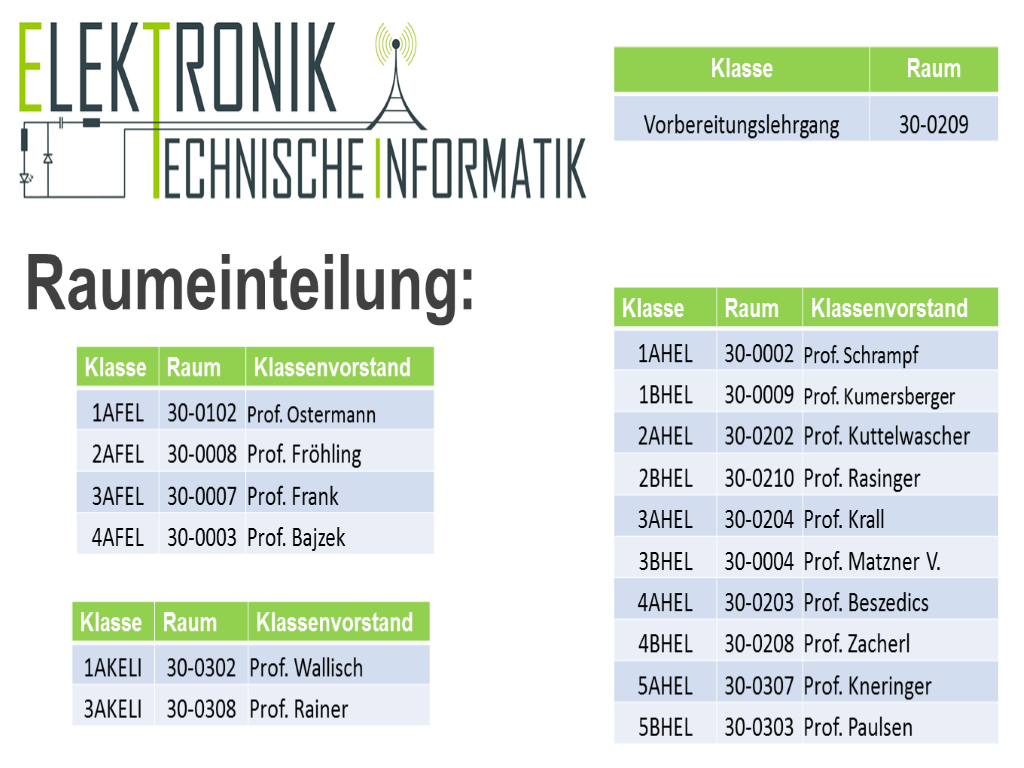 ELEKTRONIK
TECHNISCHE INFORMATIK
Klasse Raum
Vorbereitungslehrgang 30-0209
Raumeinteilung:
Klasse Raum Klassenvorstand
1AFEL 30-0102 Prof. Ostermann
2AFEL 30-0008 Prof. Fröhling
3AFEL 30-0007 Prof. Frank
4AFEL 30-0003 Prof. Bajzek
Klasse Raum Klassenvorstand
1AKELI 30-0302 Prof. Wallisch
3AKELI 30-0308 Prof. Rainer
Klasse Raum Klassenvorstand
1AHEL 30-0002 Prof. Schrampf
1BHEL 30-0009 Prof. Kumersberger
2AHEL 30-0202 Prof. Kuttelwascher
2BHEL 30-0210 Prof. Rasinger
3AHEL 30-0204 Prof. Krall
3BHEL 30-0004 Prof. Matzner V.
4AHEL 30-0203 Prof. Beszedics
4BHEL 30-0208 Prof. Zacherl
5AHEL 30-0307 Prof. Kneringer
5BHEL 30-0303 Prof. Paulsen